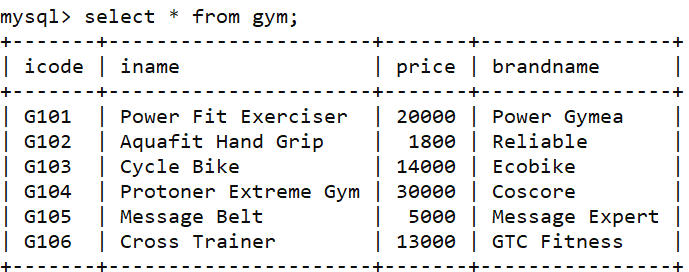 mysql> select * from gym;
+-------+----------------------+-------+----------------+
| icode | iname                | price | brandname      |
+-------+----------------------+-------+----------------+
| G101  | Power Fit Exerciser  | 20000 | Power Gymea    |
| G102  | Aquafit Hand Grip    |  1800 | Reliable       |
| G103  | Cycle Bike           | 14000 | Ecobike        |
| G104  | Protoner Extreme Gym | 30000 | Coscore        |
| G105  | Message Belt         |  5000 | Message Expert |
| G106  | Cross Trainer        | 13000 | GTC Fitness    |
+-------+----------------------+-------+----------------+